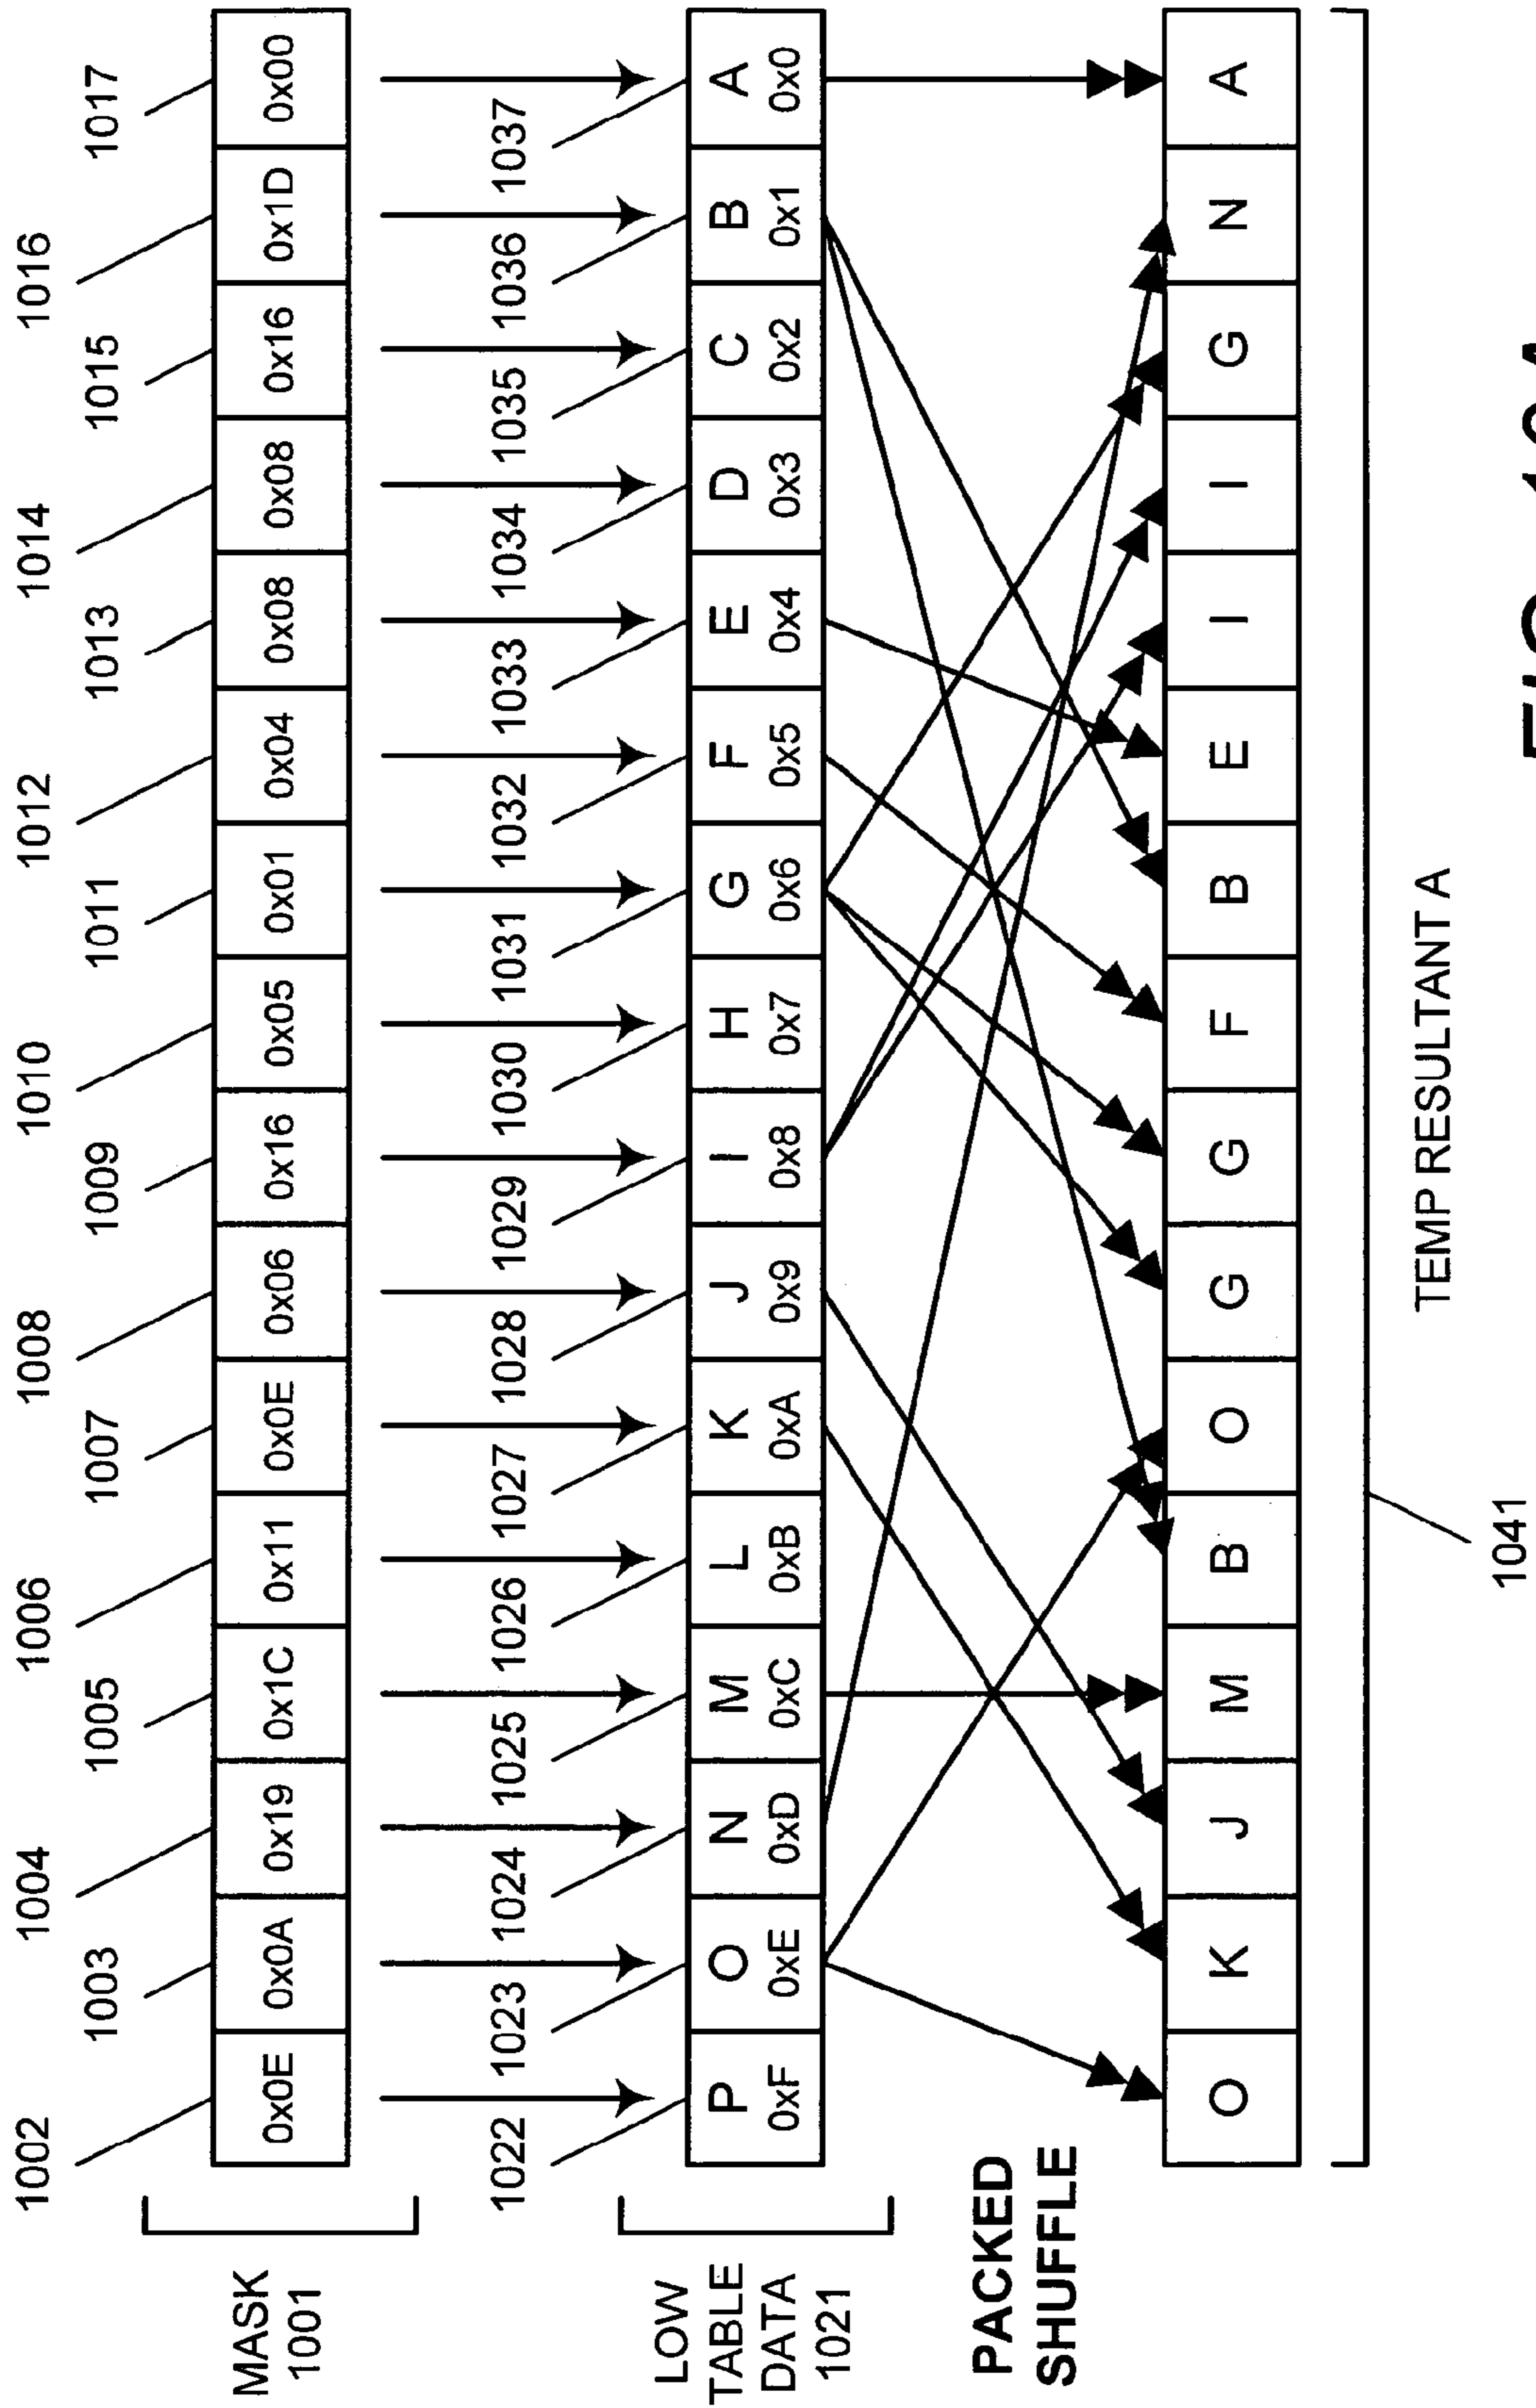 1002 1003 1004 1005 1006 1007 1008 1009 1010 1011 1012 1013 1014 1015 1016 1017
MASK
1001
0x0E 0x0A 0x19 0x1C 0x11 0x0E 0x06 0x16 0x05 0x01 0x04 0x08 0x08 0x16 0x1D 0x00
1022 1023 1024 1025 1026 1027 1028 1029 1030 1031 1032 1033 1034 1035 1036 1037
LOW
TABLE
DATA
1021
P O N M L K J I H G F E D C B A
0xF 0xE 0xD 0xC 0xB 0xA 0x9 0x8 0x7 0x6 0x5 0x4 0x3 0x2 0x1 0x0
PACKED
SHUFFLE
O K J M B O G G F B E I I G N A
TEMP RESULTANT A
1041